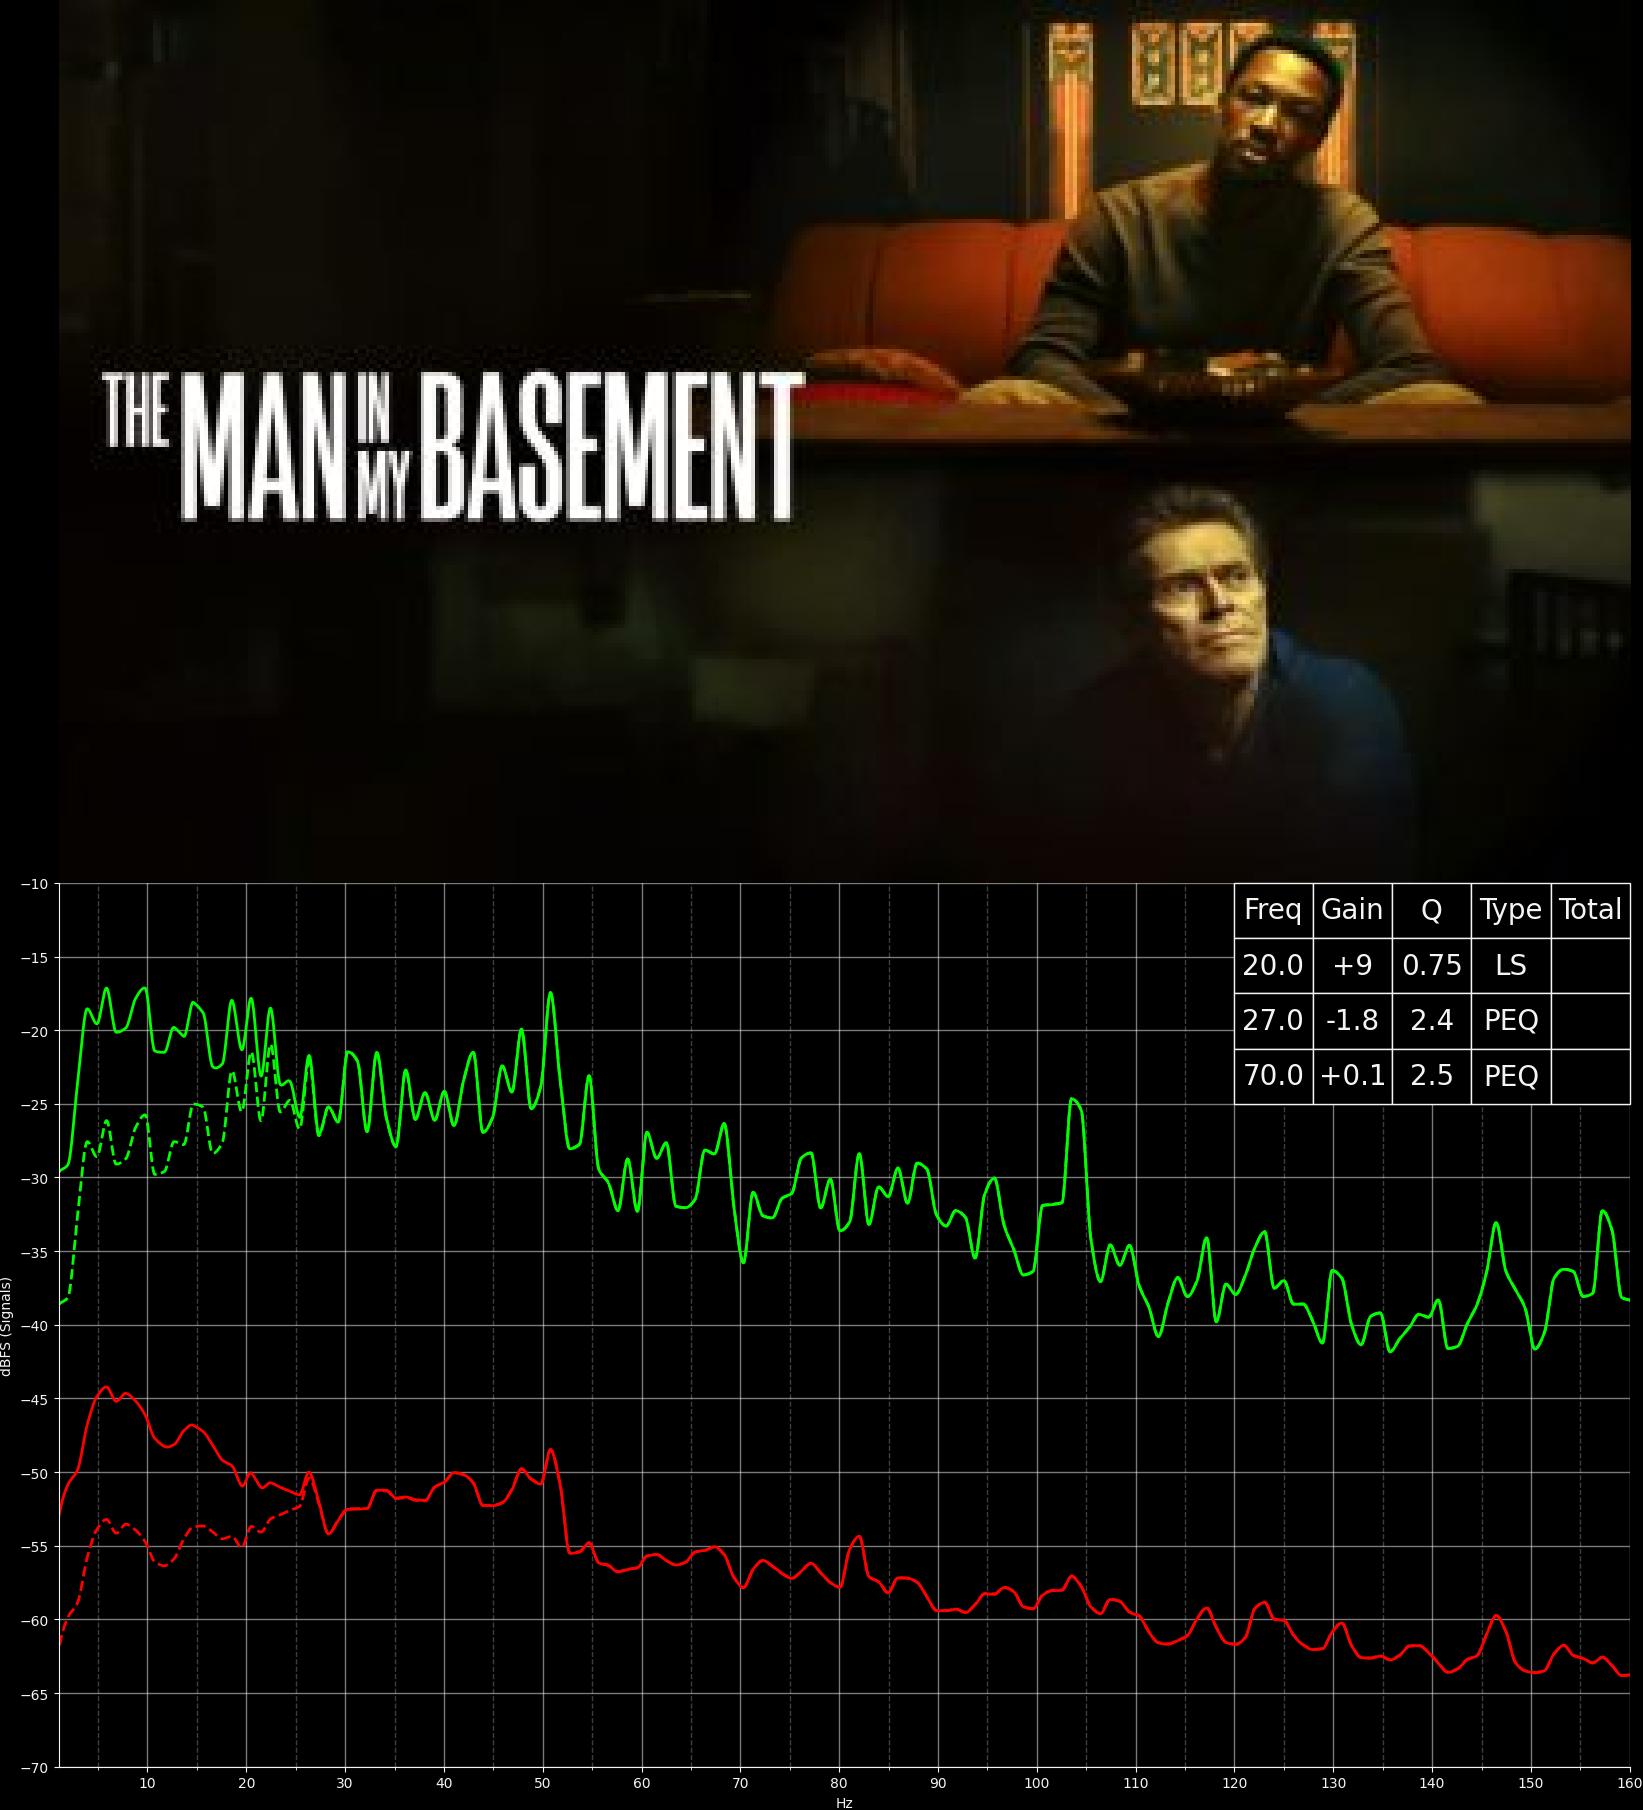 THE MAN IN MY BASEMENT
Freq Gain Q Type Total
20.0 +9 0.75 LS
27.0 -1.8 2.4 PEQ
70.0 +0.1 2.5 PEQ
−10
−15
−20
−25
−30
−35
−40
−45
−50
−55
−60
−65
−70
dBFS (Signals)
10 20 30 40 50 60 70 80 90 100 110 120 130 140 150 160
Hz